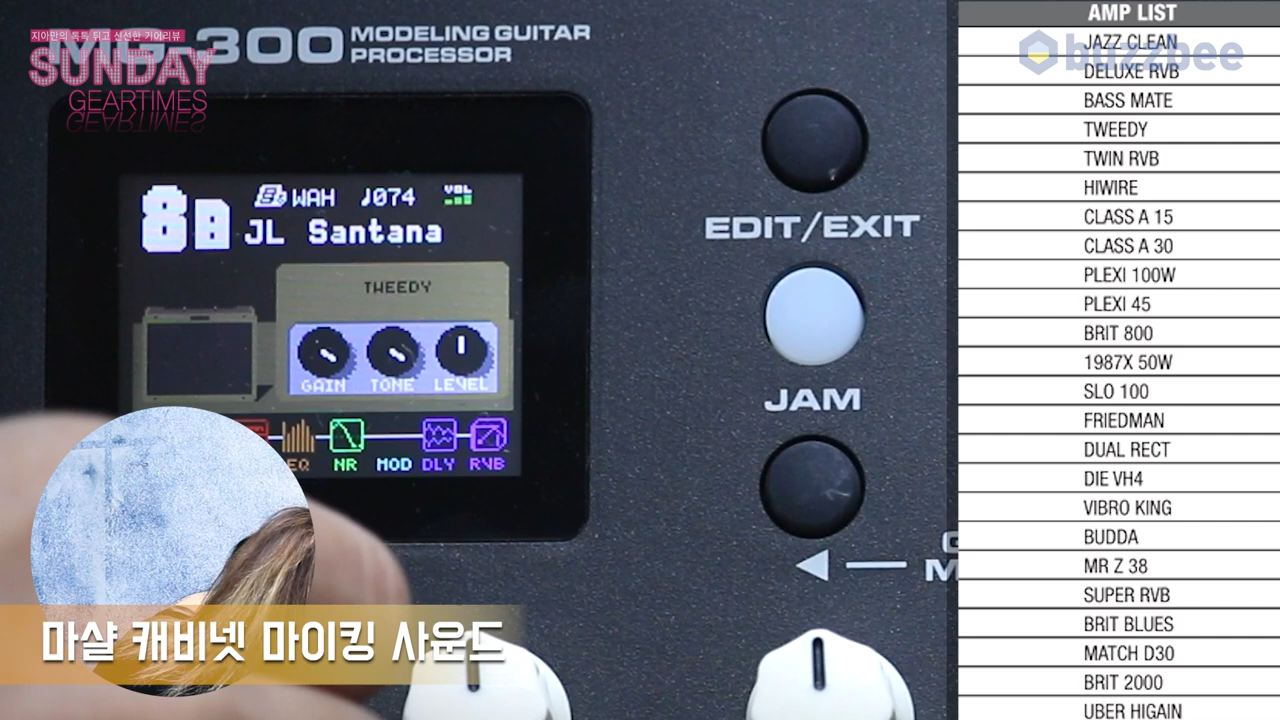 지아만의 톡톡 튀고 신선한 기어리뷰
SUNDAY
GEARTIMES
MG-300 MODELING GUITAR
PROCESSOR
8B
WAH ♩074 VOL
JL Santana
TWEEDY
GAIN TONE LEVEL
EQ NR MOD DLY RVB
EDIT/EXIT
JAM
마샬 캐비넷 마이킹 사운드
buzzbee
AMP LIST
JAZZ CLEAN
DELUXE RVB
BASS MATE
TWEEDY
TWIN RVB
HIWIRE
CLASS A 15
CLASS A 30
PLEXI 100W
PLEXI 45
BRIT 800
1987X 50W
SLO 100
FRIEDMAN
DUAL RECT
DIE VH4
VIBRO KING
BUDDA
MR Z 38
SUPER RVB
BRIT BLUES
MATCH D30
BRIT 2000
UBER HIGAIN